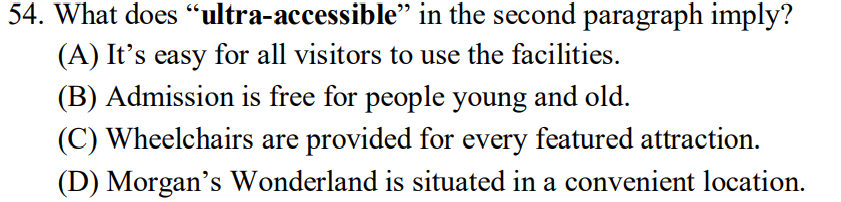 54. What does “ultra-accessible” in the second paragraph imply?
(A) It’s easy for all visitors to use the facilities.
(B) Admission is free for people young and old.
(C) Wheelchairs are provided for every featured attraction.
(D) Morgan’s Wonderland is situated in a convenient location.